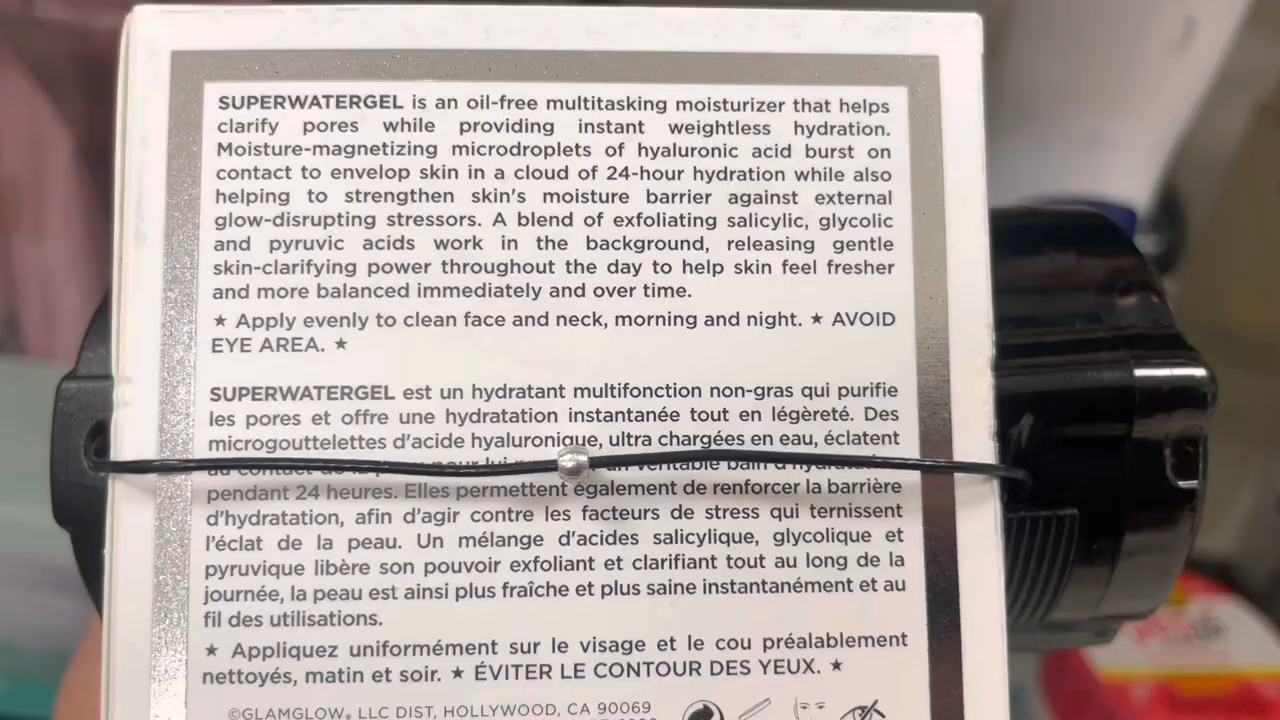 SUPERWATERGEL is an oil-free multitasking moisturizer that helps
clarify pores while providing instant weightless hydration.
Moisture-magnetizing microdroplets of hyaluronic acid burst on
contact to envelop skin in a cloud of 24-hour hydration while also
helping to strengthen skin's moisture barrier against external
glow-disrupting stressors. A blend of exfoliating salicylic, glycolic
and pyruvic acids work in the background, releasing gentle
skin-clarifying power throughout the day to help skin feel fresher
and more balanced immediately and over time.
★ Apply evenly to clean face and neck, morning and night. ★ AVOID
EYE AREA. ★
SUPERWATERGEL est un hydratant multifonction non-gras qui purifie
les pores et offre une hydratation instantanée tout en légèreté. Des
microgouttelettes d'acide hyaluronique, ultra chargées en eau, éclatent
au contact de la pour lui un véritable bain
pendant 24 heures. Elles permettent également de renforcer la barrière
d'hydratation, afin d'agir contre les facteurs de stress qui ternissent
l'éclat de la peau. Un mélange d'acides salicylique, glycolique et
pyruvique libère son pouvoir exfoliant et clarifiant tout au long de la
journée, la peau est ainsi plus fraîche et plus saine instantanément et au
fil des utilisations.
★ Appliquez uniformément sur le visage et le cou préalablement
nettoyés, matin et soir. ★ ÉVITER LE CONTOUR DES YEUX. ★
©GLAMGLOW® LLC DIST, HOLLYWOOD, CA 90069